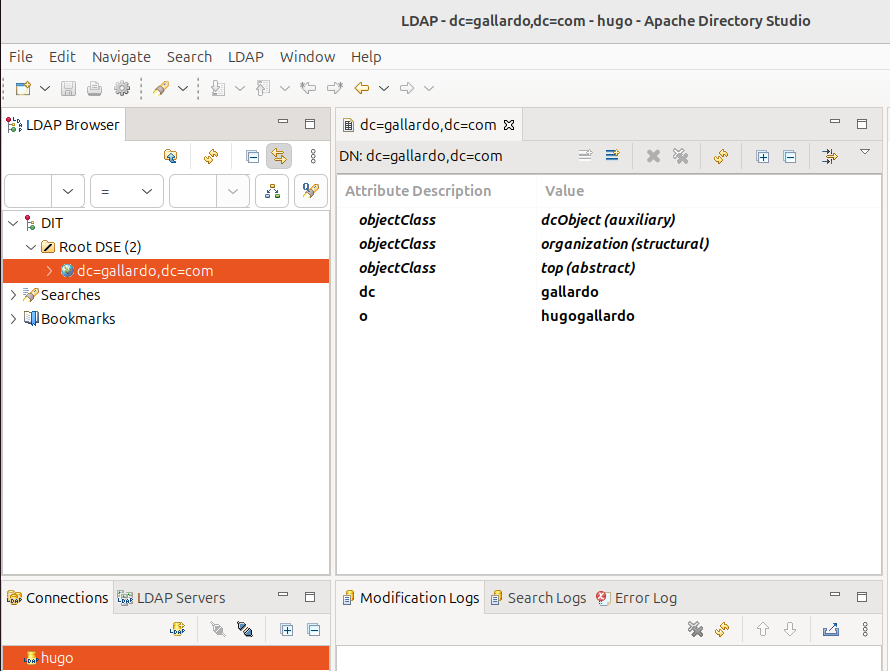 LDAP - dc=gallardo,dc=com - hugo - Apache Directory Studio
File Edit Navigate Search LDAP Window Help
LDAP Browser
=
DIT
Root DSE (2)
dc=gallardo,dc=com
Searches
Bookmarks
dc=gallardo,dc=com
DN: dc=gallardo,dc=com
Attribute Description Value
objectClass dcObject (auxiliary)
objectClass organization (structural)
objectClass top (abstract)
dc gallardo
o hugogallardo
Connections LDAP Servers
LDAP
LDAP hugo
Modification Logs Search Logs Error Log